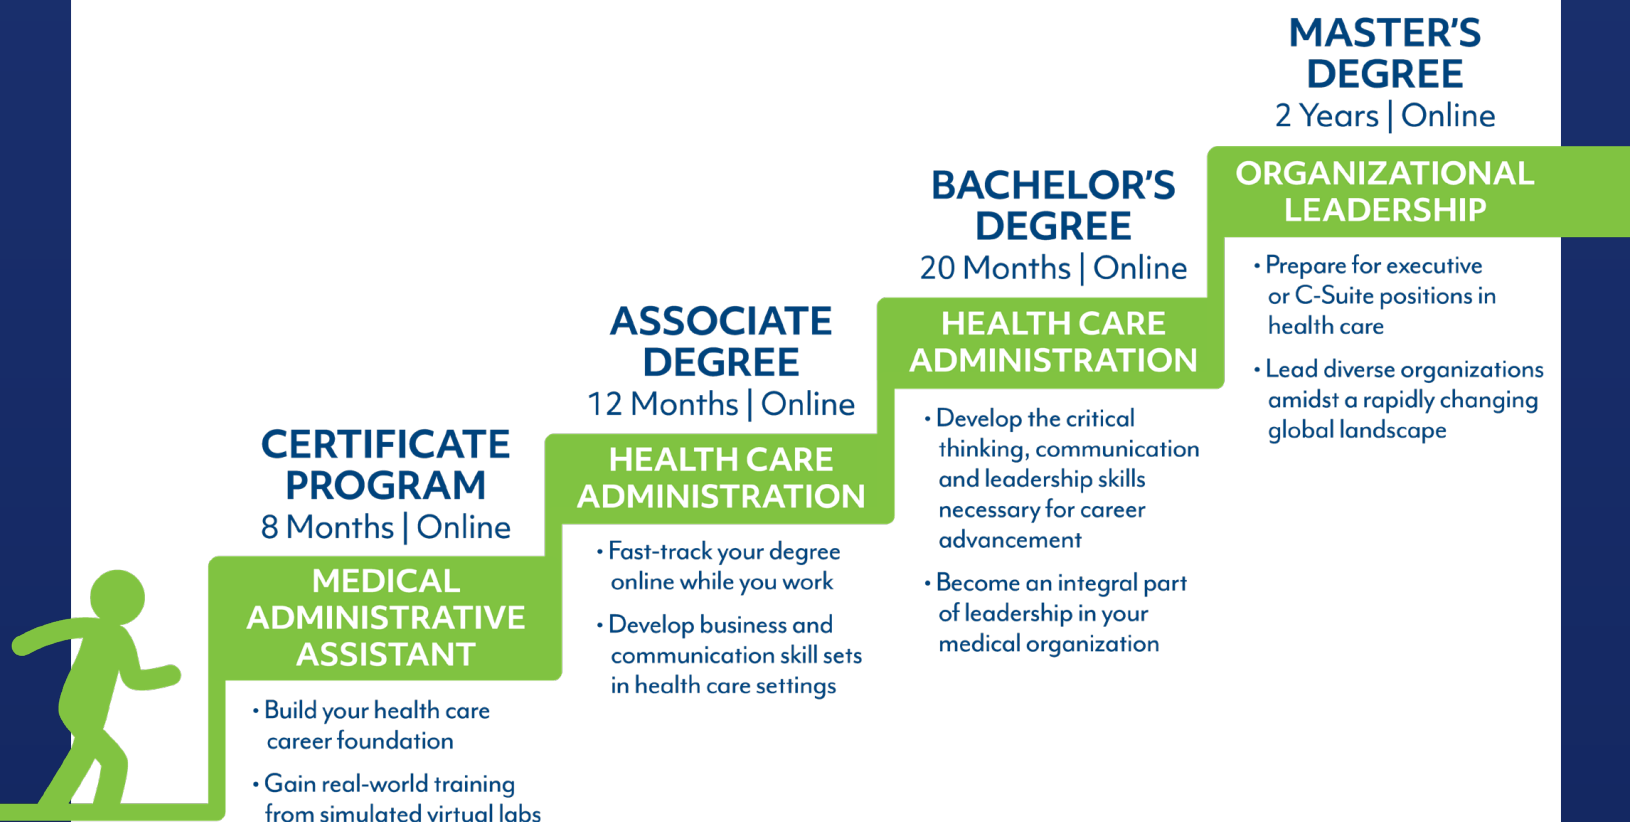 MASTER'S
DEGREE
2 Years | Online
ORGANIZATIONAL
LEADERSHIP
• Prepare for executive
or C-Suite positions in
health care
• Lead diverse organizations
amidst a rapidly changing
global landscape
BACHELOR'S
DEGREE
20 Months | Online
HEALTH CARE
ADMINISTRATION
• Develop the critical
thinking, communication
and leadership skills
necessary for career
advancement
• Become an integral part
of leadership in your
medical organization
ASSOCIATE
DEGREE
12 Months | Online
HEALTH CARE
ADMINISTRATION
• Fast-track your degree
online while you work
• Develop business and
communication skill sets
in health care settings
CERTIFICATE
PROGRAM
8 Months | Online
MEDICAL
ADMINISTRATIVE
ASSISTANT
• Build your health care
career foundation
• Gain real-world training
from simulated virtual labs